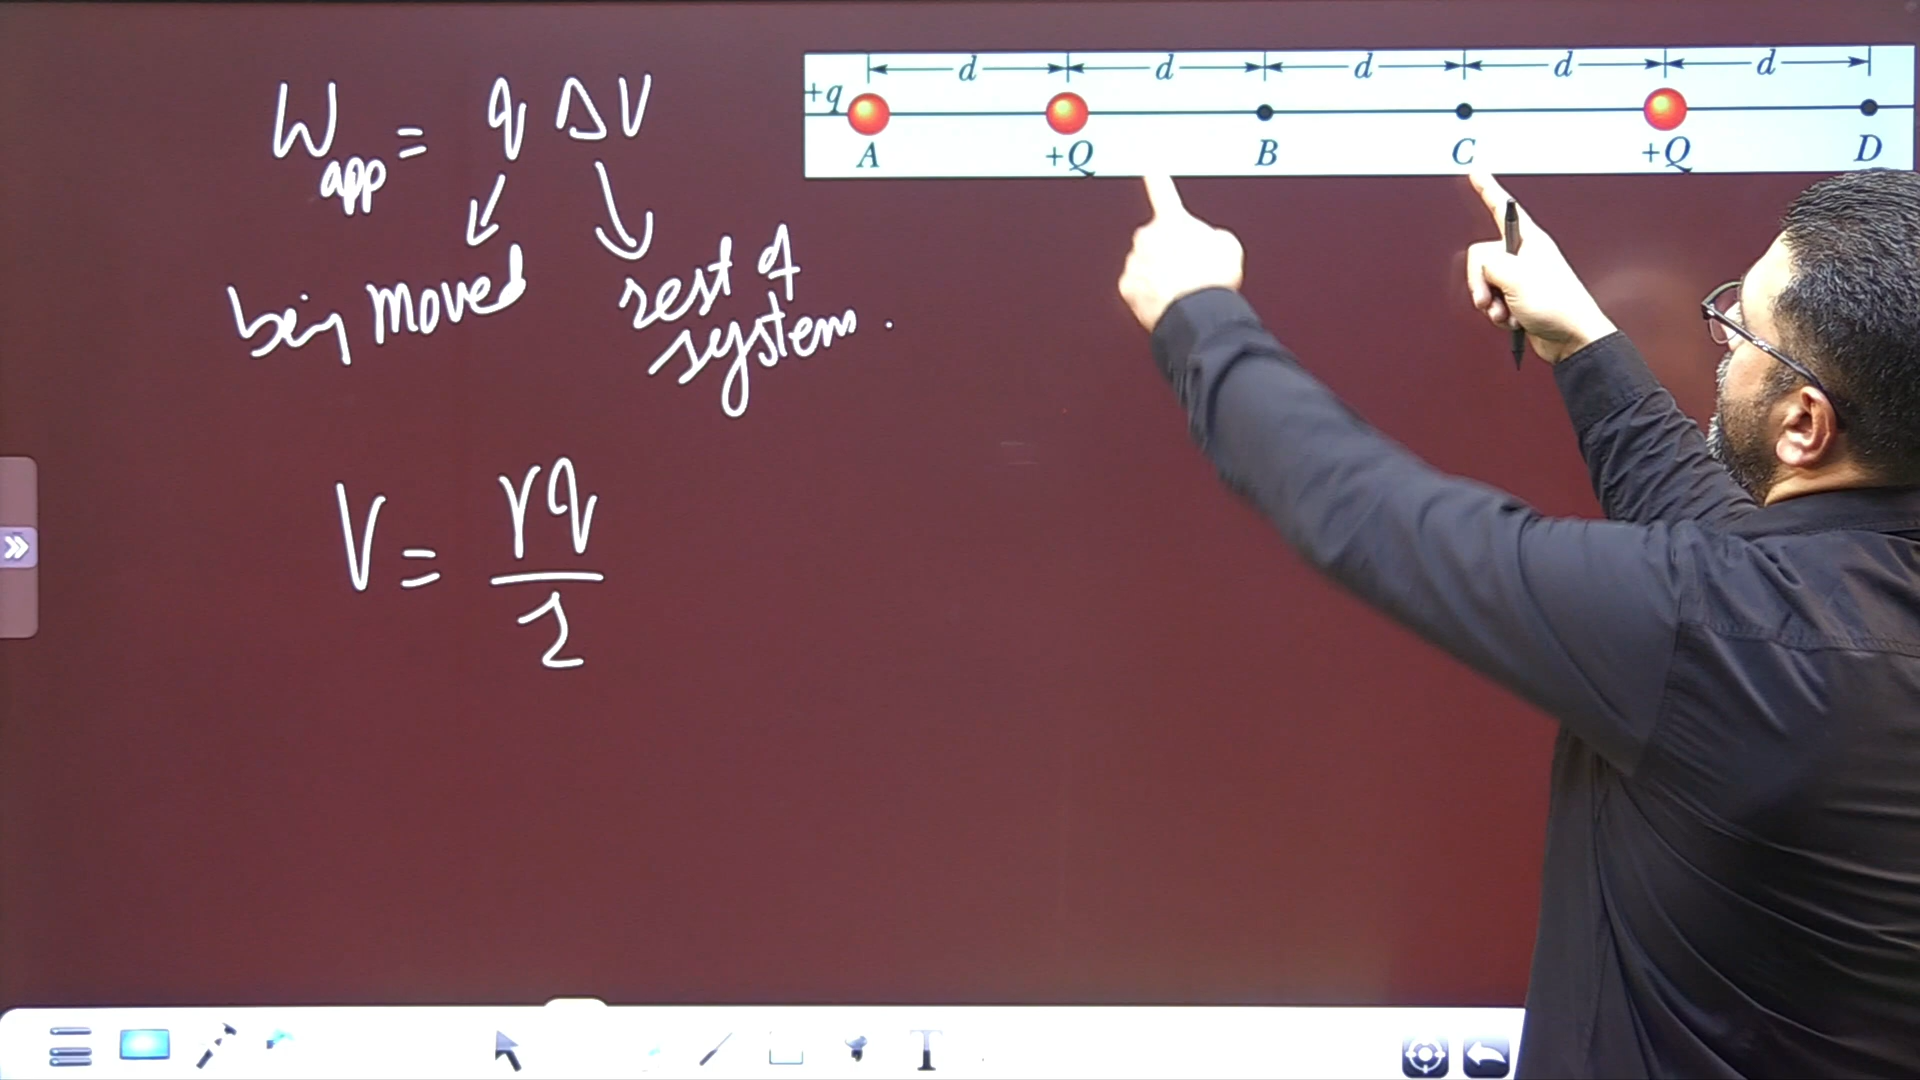 W app = q ΔV
being moved
rest of system.
V = kq
r
d d d d d
+q
A +Q B C +Q D
T